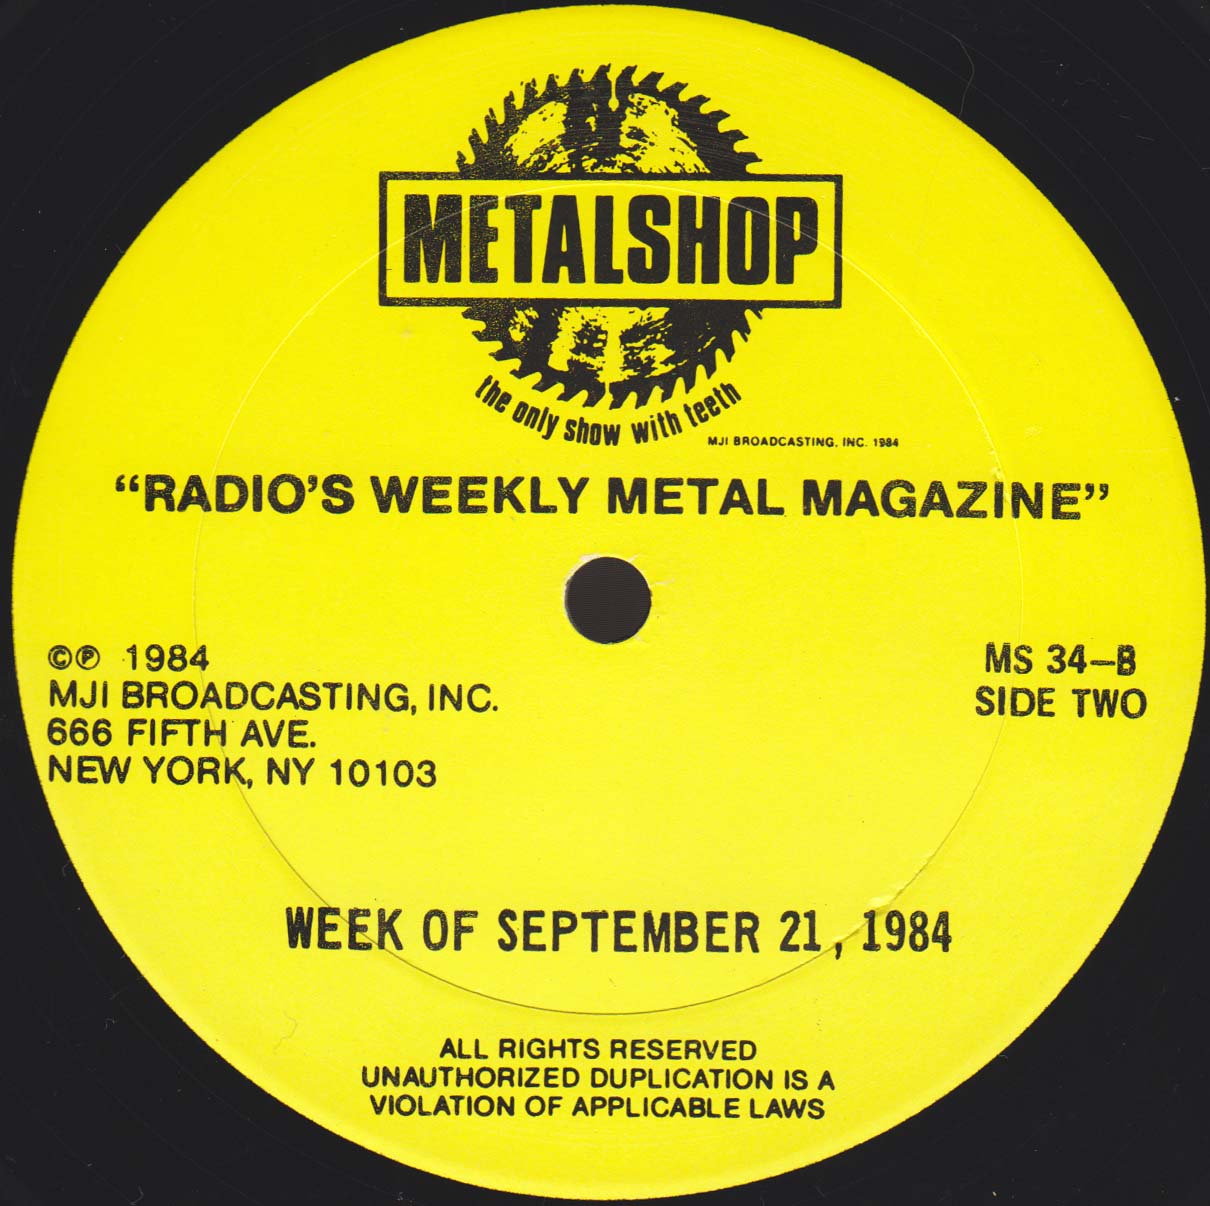 METALSHOP
the only show with teeth
MJI BROADCASTING, INC. 1984
“RADIO’S WEEKLY METAL MAGAZINE”
©℗ 1984
MJI BROADCASTING, INC.
666 FIFTH AVE.
NEW YORK, NY 10103
MS 34–B
SIDE TWO
WEEK OF SEPTEMBER 21, 1984
ALL RIGHTS RESERVED
UNAUTHORIZED DUPLICATION IS A
VIOLATION OF APPLICABLE LAWS